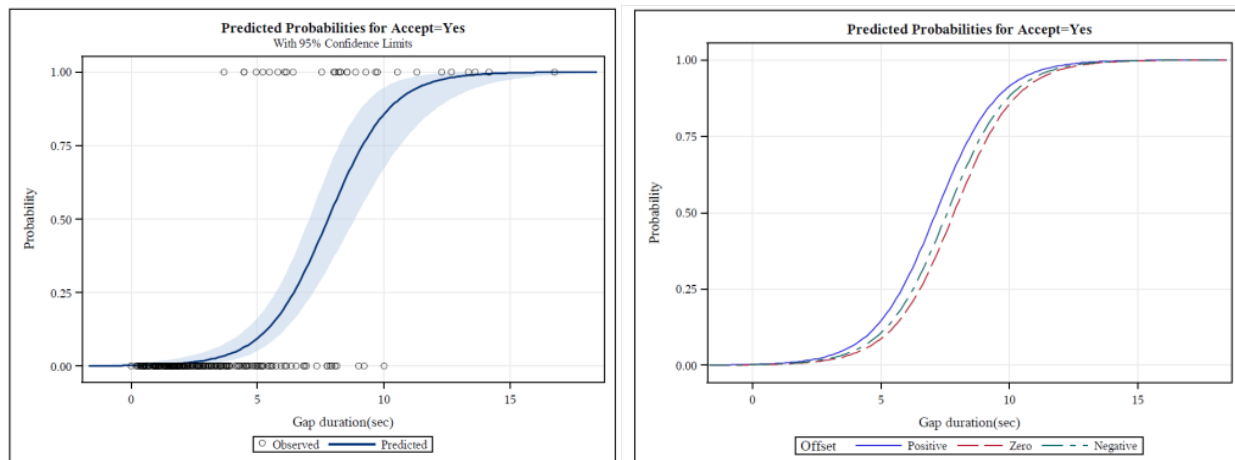 Predicted Probabilities for Accept=Yes
With 95% Confidence Limits
1.00
0.75
0.50
0.25
0.00
Probability
0 5 10 15
Gap duration(sec)
Observed Predicted
Predicted Probabilities for Accept=Yes
1.00
0.75
0.50
0.25
0.00
Probability
0 5 10 15
Gap duration(sec)
Offset Positive Zero Negative